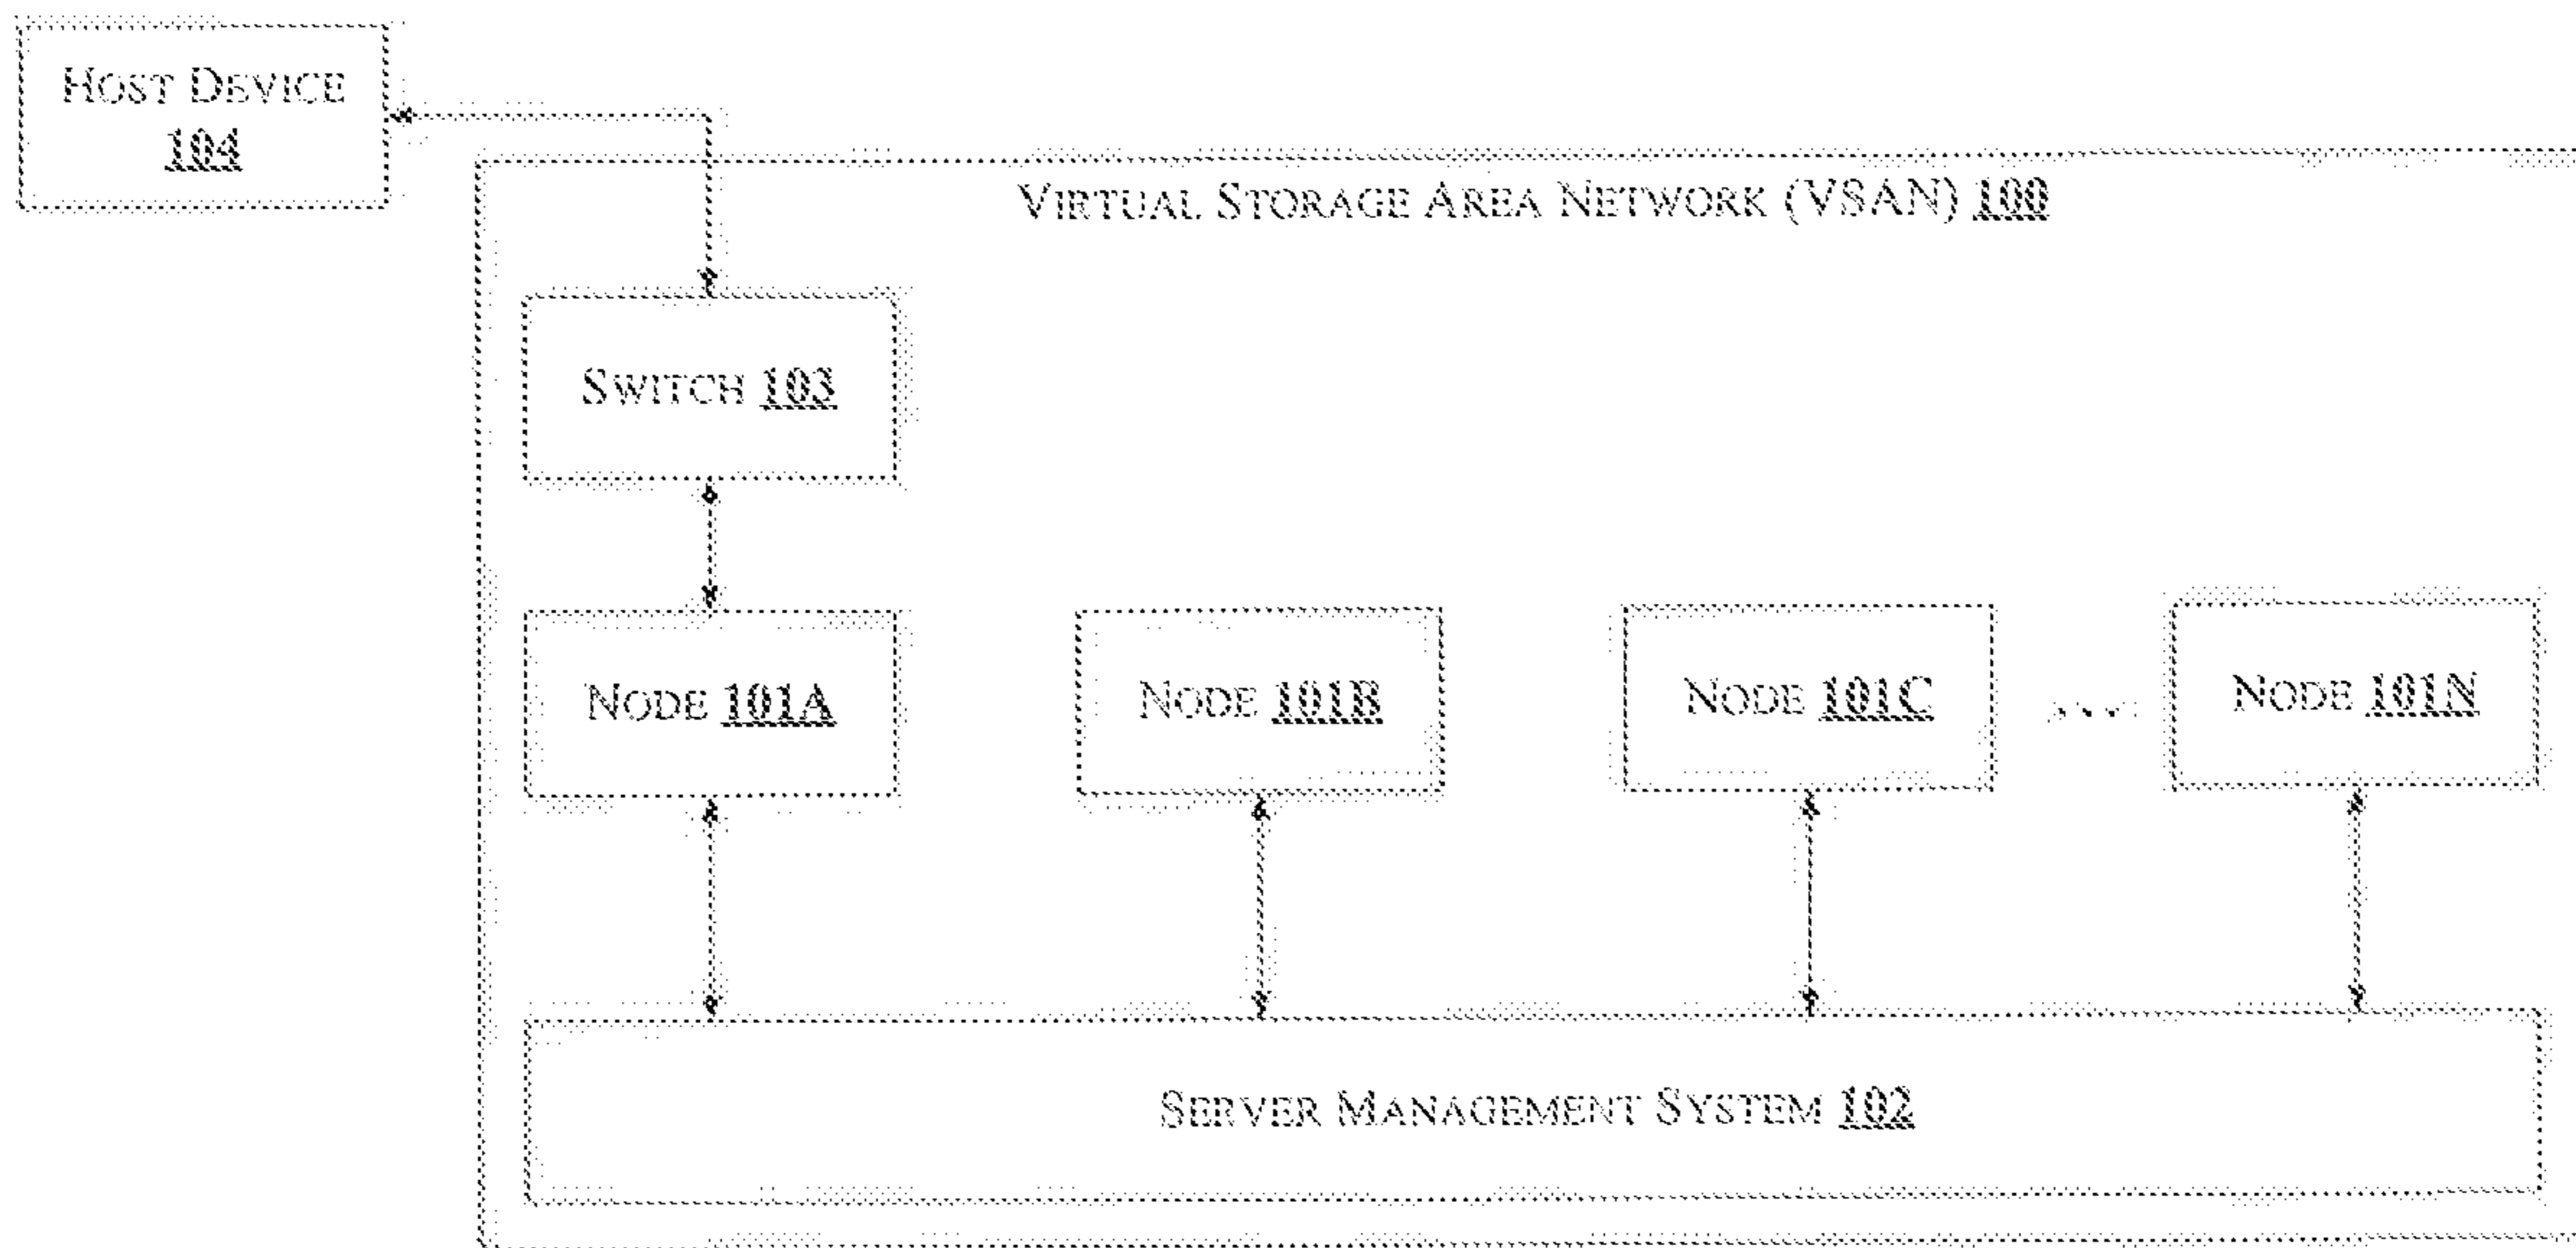 HOST DEVICE
104
VIRTUAL STORAGE AREA NETWORK (VSAN) 100
SWITCH 103
NODE 101A
NODE 101B
NODE 101C
....
NODE 101N
SERVER MANAGEMENT SYSTEM 102